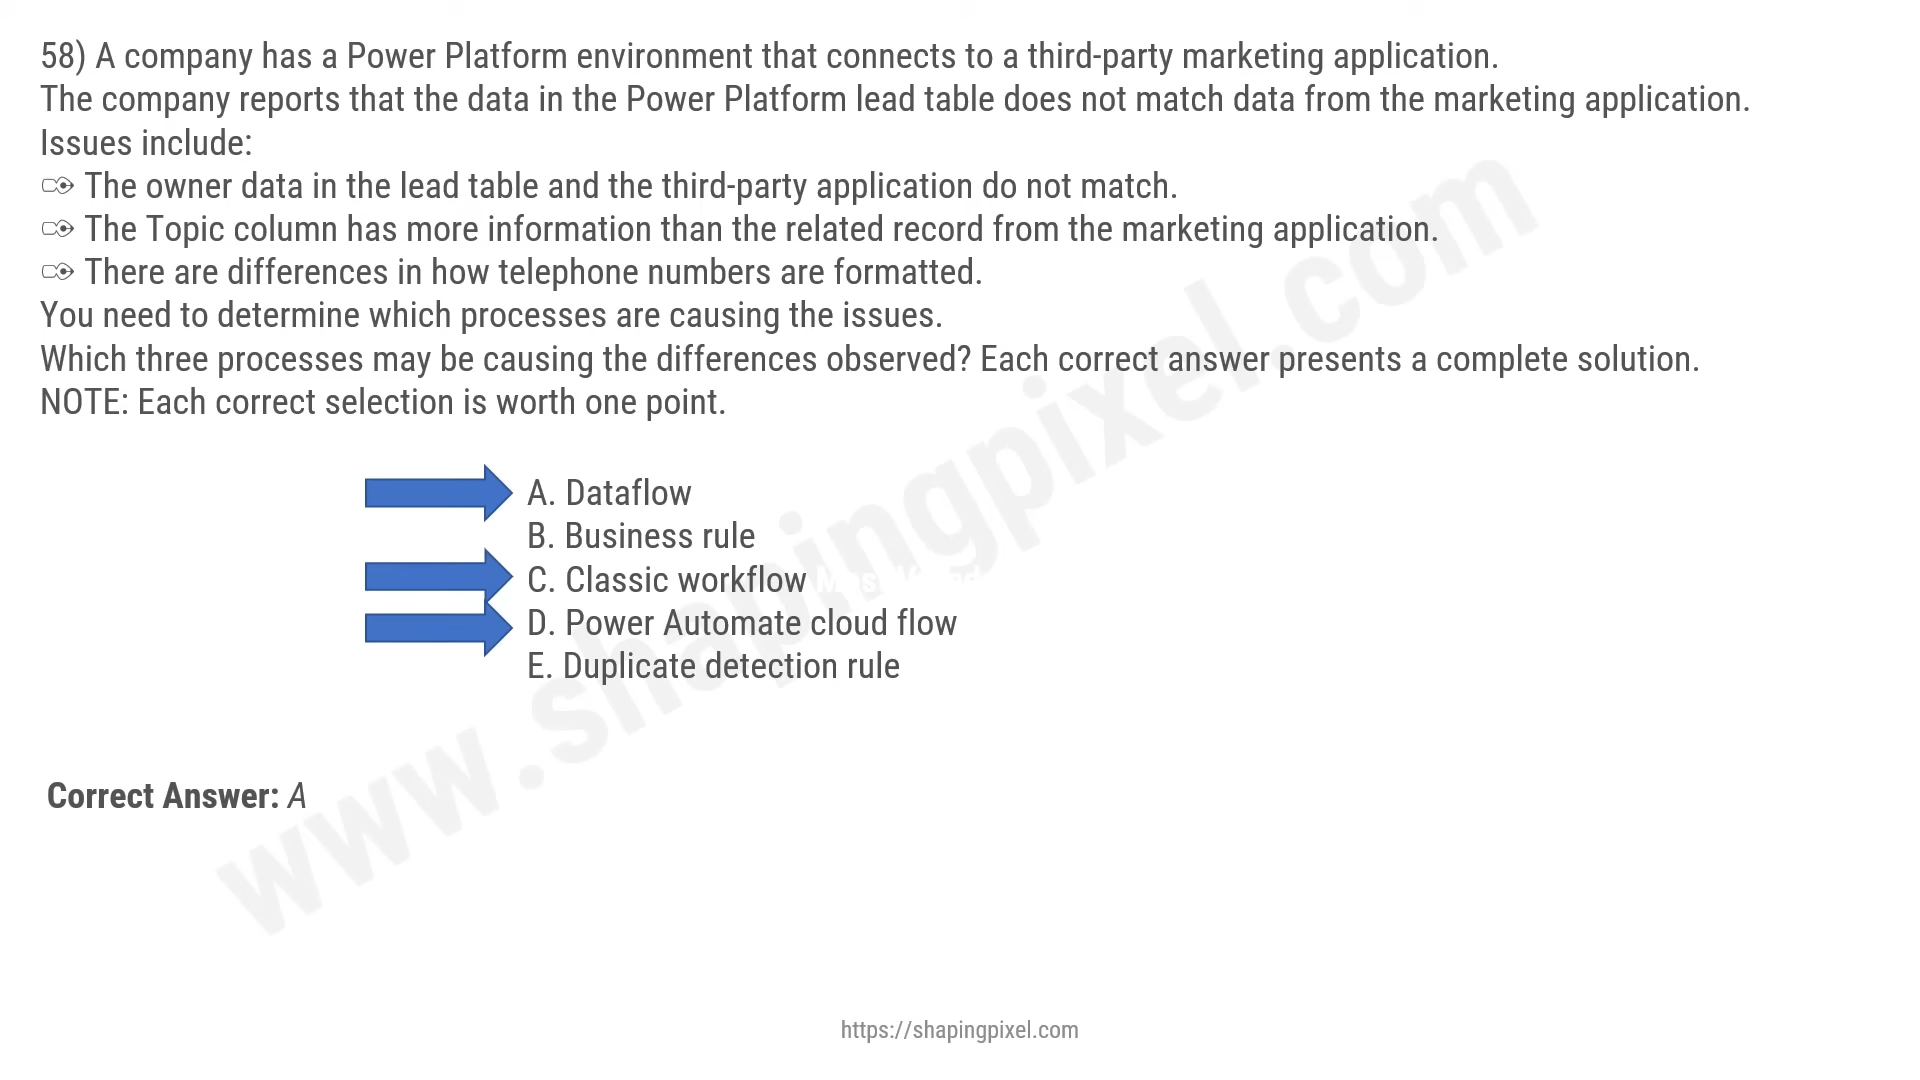 58) A company has a Power Platform environment that connects to a third-party marketing application.
The company reports that the data in the Power Platform lead table does not match data from the marketing application.
Issues include:
The owner data in the lead table and the third-party application do not match.
The Topic column has more information than the related record from the marketing application.
There are differences in how telephone numbers are formatted.
You need to determine which processes are causing the issues.
Which three processes may be causing the differences observed? Each correct answer presents a complete solution.
NOTE: Each correct selection is worth one point.
A. Dataflow
B. Business rule
C. Classic workflow
D. Power Automate cloud flow
E. Duplicate detection rule
Correct Answer: A
www.shapingpixel.com
https://shapingpixel.com